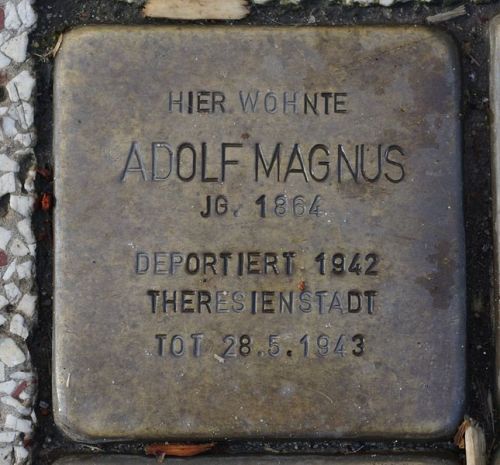 HIER WOHNTE
ADOLF MAGNUS
JG. 1864
DEPORTIERT 1942
THERESIENSTADT
TOT 28.5.1943